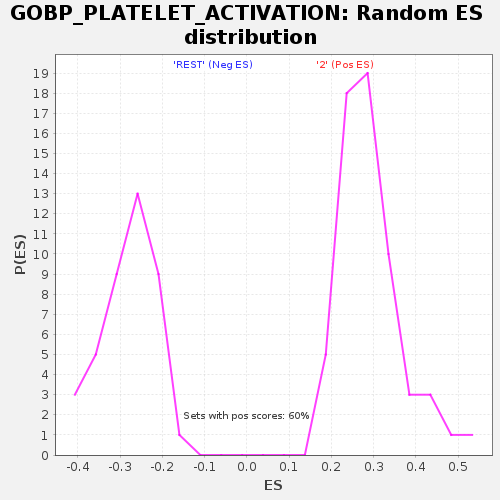 GOBP_PLATELET_ACTIVATION: Random ES
distribution
'REST' (Neg ES) '2' (Pos ES)
19
18
17
16
15
14
13
12
11
10
9
8
7
6
5
4
3
2
1
0
P(ES)
Sets with pos scores: 60%
-0.4 -0.3 -0.2 -0.1 0.0 0.1 0.2 0.3 0.4 0.5
ES